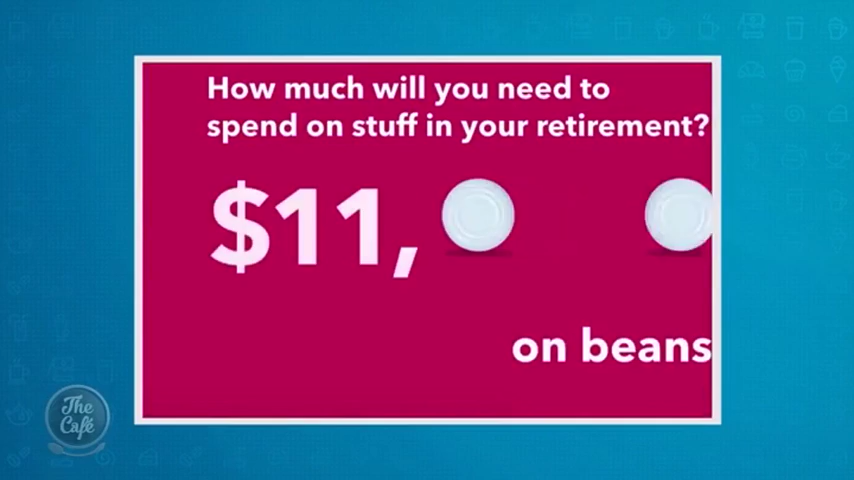 How much will you need to
spend on stuff in your retirement?
$11,
on beans
The
Café